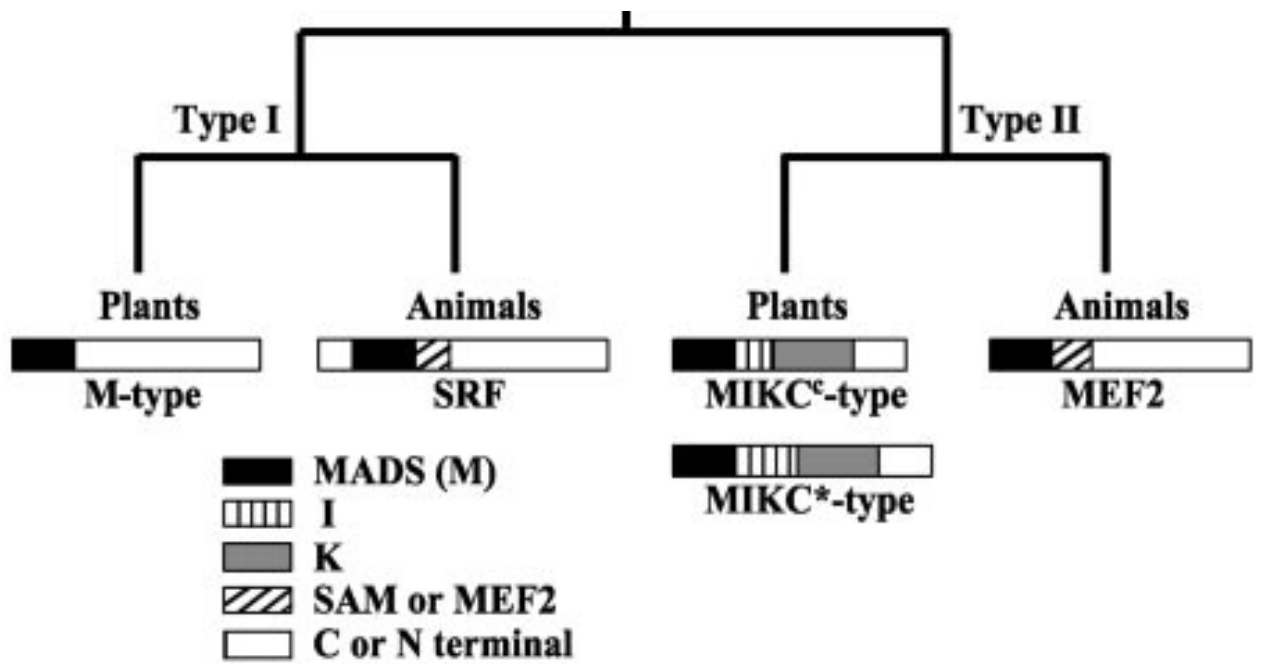 Type I
Type II
Plants
Animals
Plants
Animals
M-type
SRF
MIKCᶜ-type
MEF2
MIKC*-type
MADS (M)
I
K
SAM or MEF2
C or N terminal